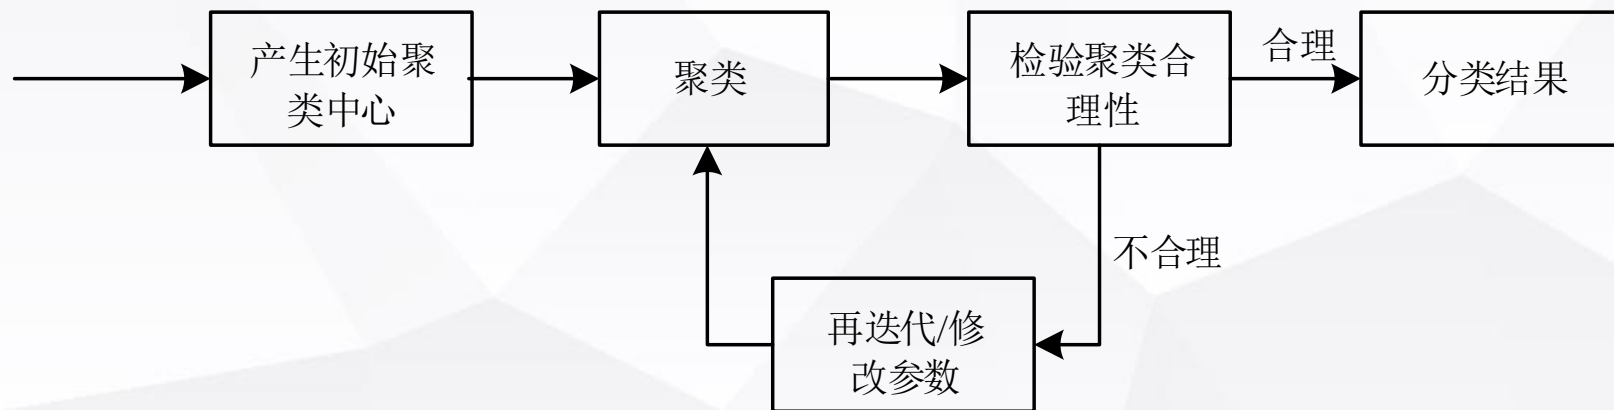 产生初始聚
类中心
聚类
检验聚类合
理性
合理
分类结果
不合理
再迭代/修
改参数